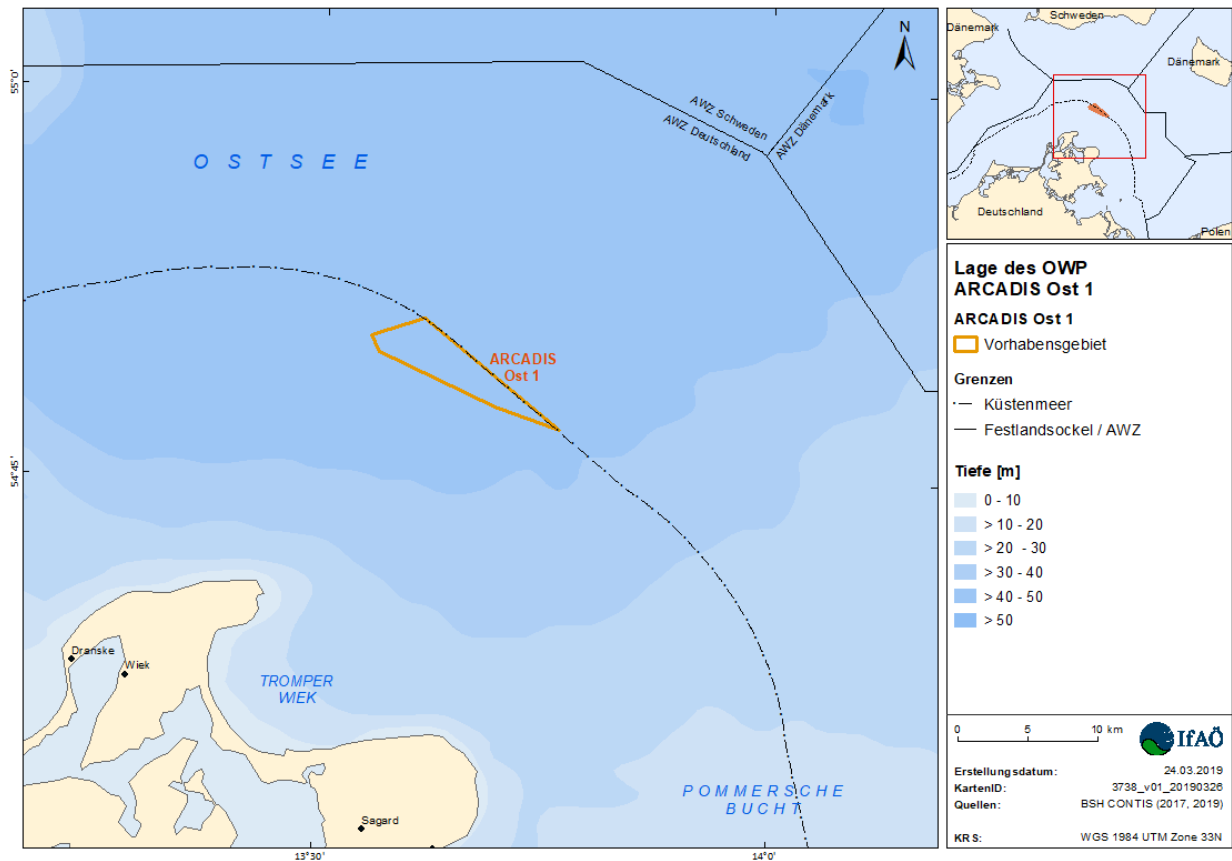 N
55°0'
AWZ Schweden
AWZ Deutschland
AWZ Dänemark
O S T S E E
ARCADIS
Ost 1
54°45'
Dranske
Wiek
TROMPER
WIEK
POMMERSCHE
BUCHT
Sagard
13°30'
14°0'
Schweden
Dänemark
Dänemark
Deutschland
Polen
Lage des OWP
ARCADIS Ost 1
ARCADIS Ost 1
Vorhabensgebiet
Grenzen
Küstenmeer
Festlandsockel / AWZ
Tiefe [m]
0 - 10
> 10 - 20
> 20 - 30
> 30 - 40
> 40 - 50
> 50
0 5 10 km
IfAÖ
Erstellungsdatum: 24.03.2019
KartenID: 3738_v01_20190326
Quellen: BSH CONTIS (2017, 2019)
KRS: WGS 1984 UTM Zone 33N